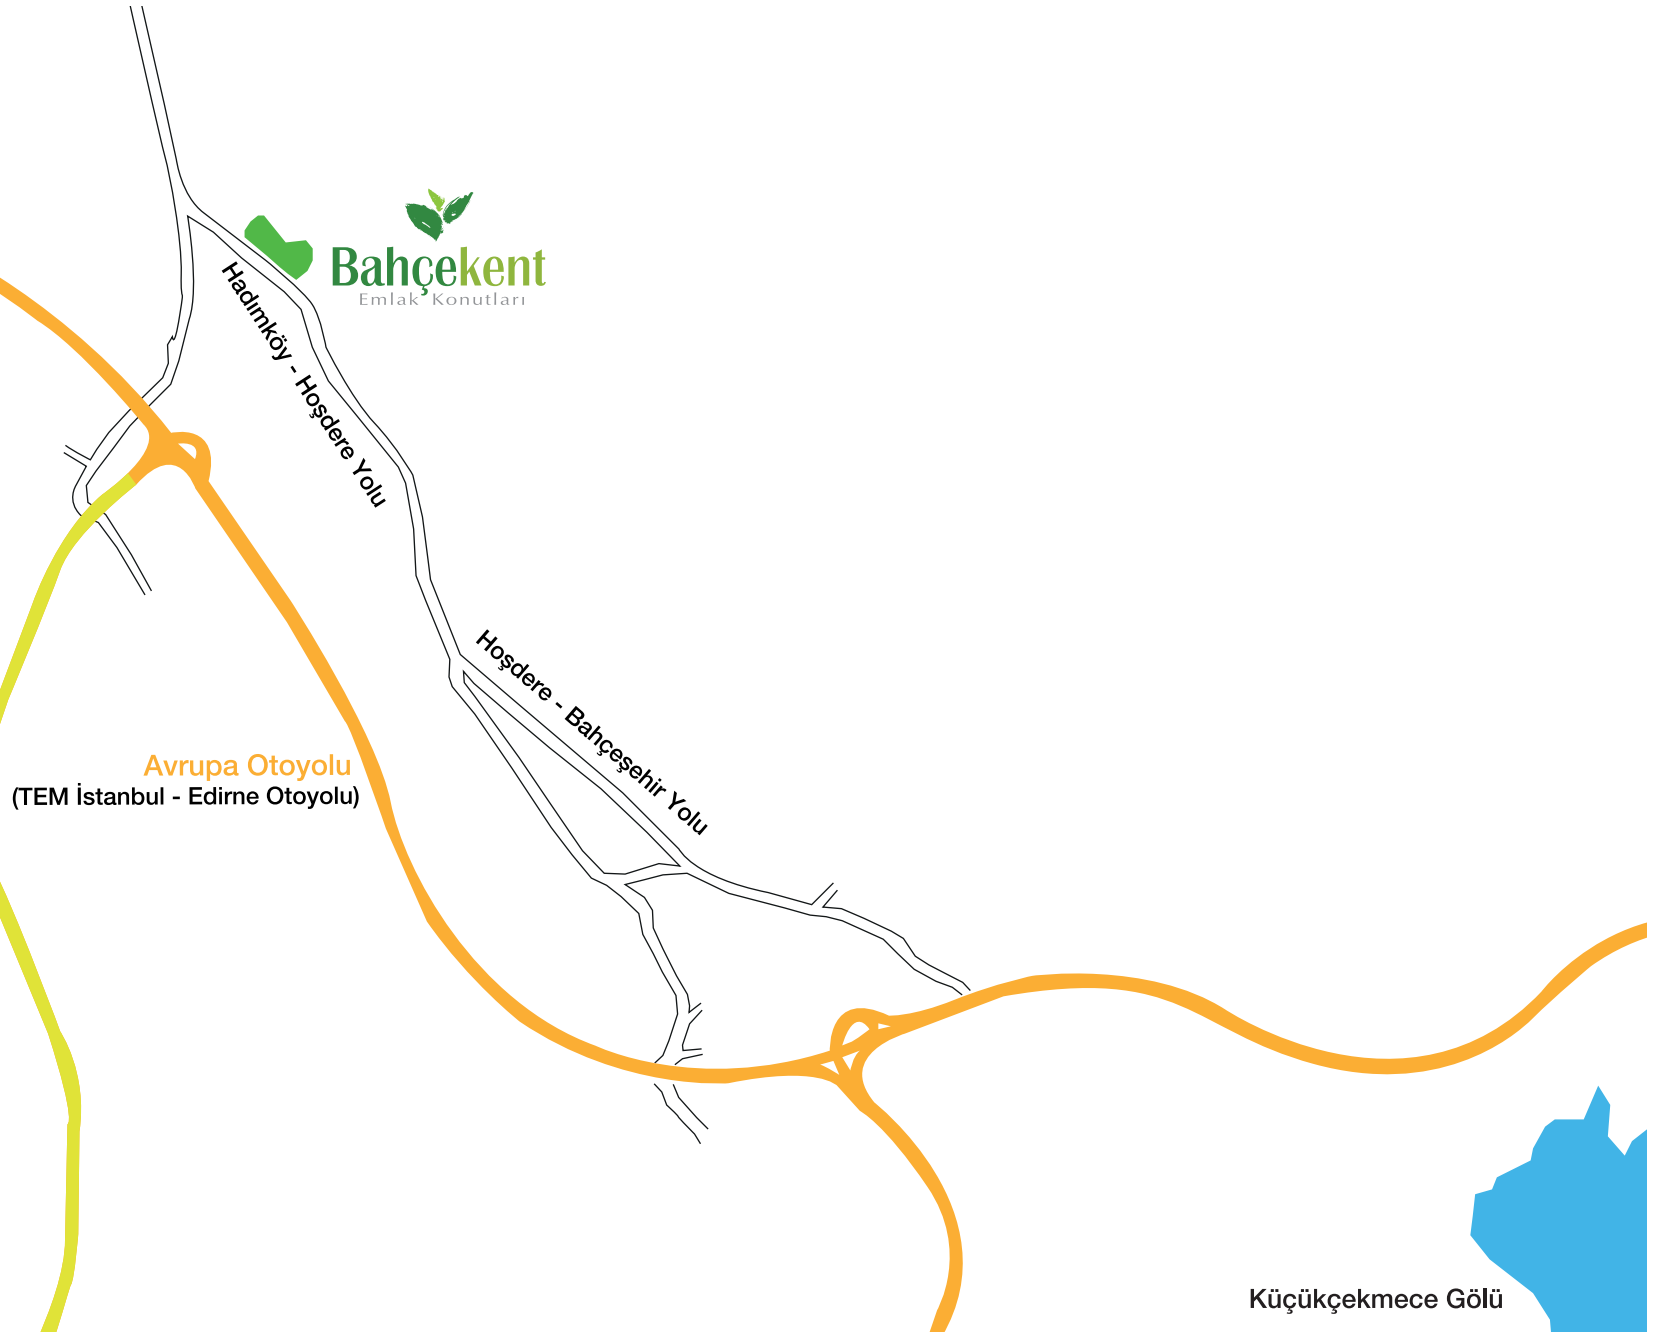 Bahçekent
Emlak Konutları
Hadımköy - Hoşdere Yolu
Hoşdere - Bahçeşehir Yolu
Avrupa Otoyolu
(TEM İstanbul - Edirne Otoyolu)
Küçükçekmece Gölü